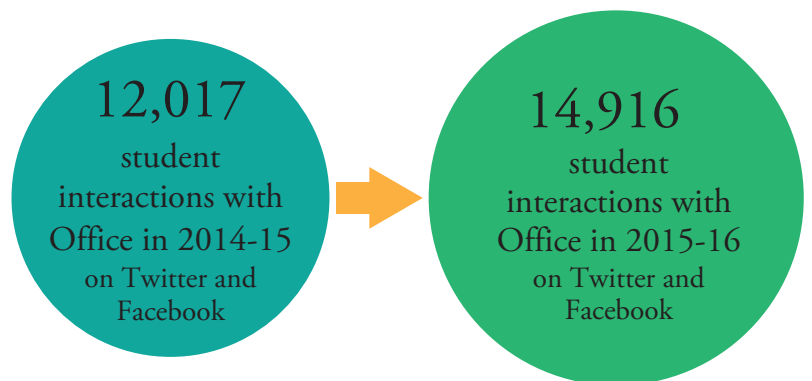 12,017
student
interactions with
Office in 2014-15
on Twitter and
Facebook
14,916
student
interactions with
Office in 2015-16
on Twitter and
Facebook